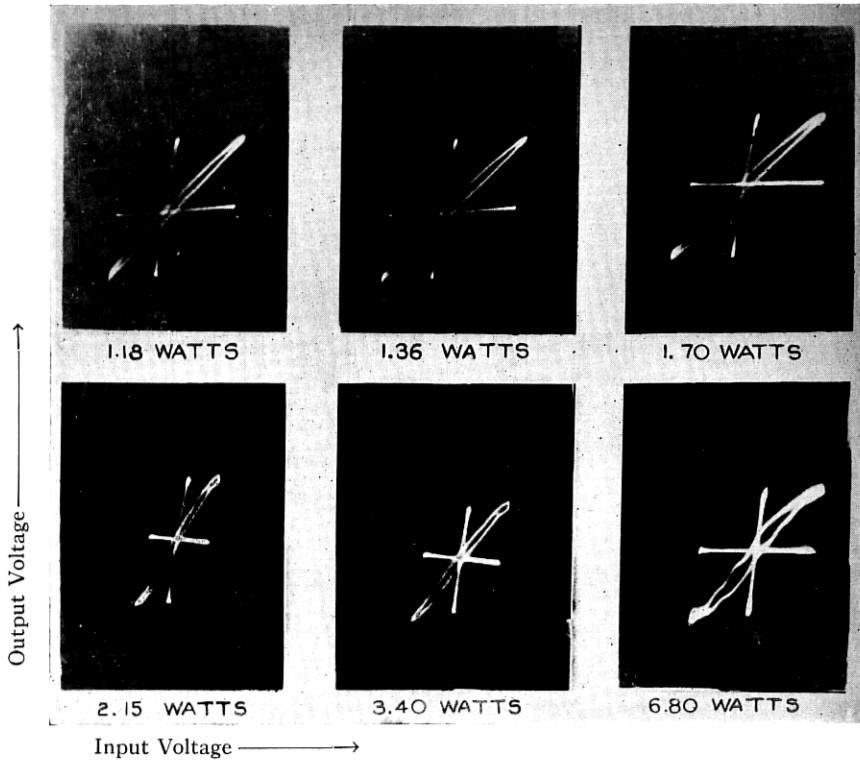 1.18 WATTS
1.36 WATTS
1.70 WATTS
2.15 WATTS
3.40 WATTS
6.80 WATTS
Output Voltage
Input Voltage